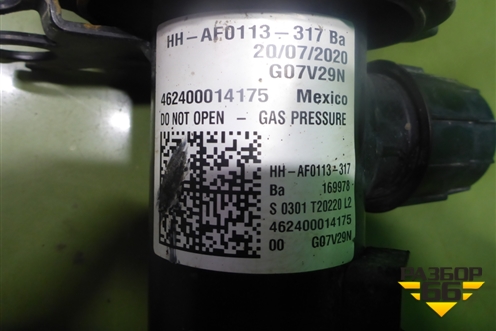 HH-AF0113-317 Ba
20/07/2020
G07V29N
462400014175 Mexico
DO NOT OPEN - GAS PRESSURE
HH-AF0113-317
Ba 169978
S 0301 T20220 L2
462400014175
00 G07V29N
РАЗБОР
66